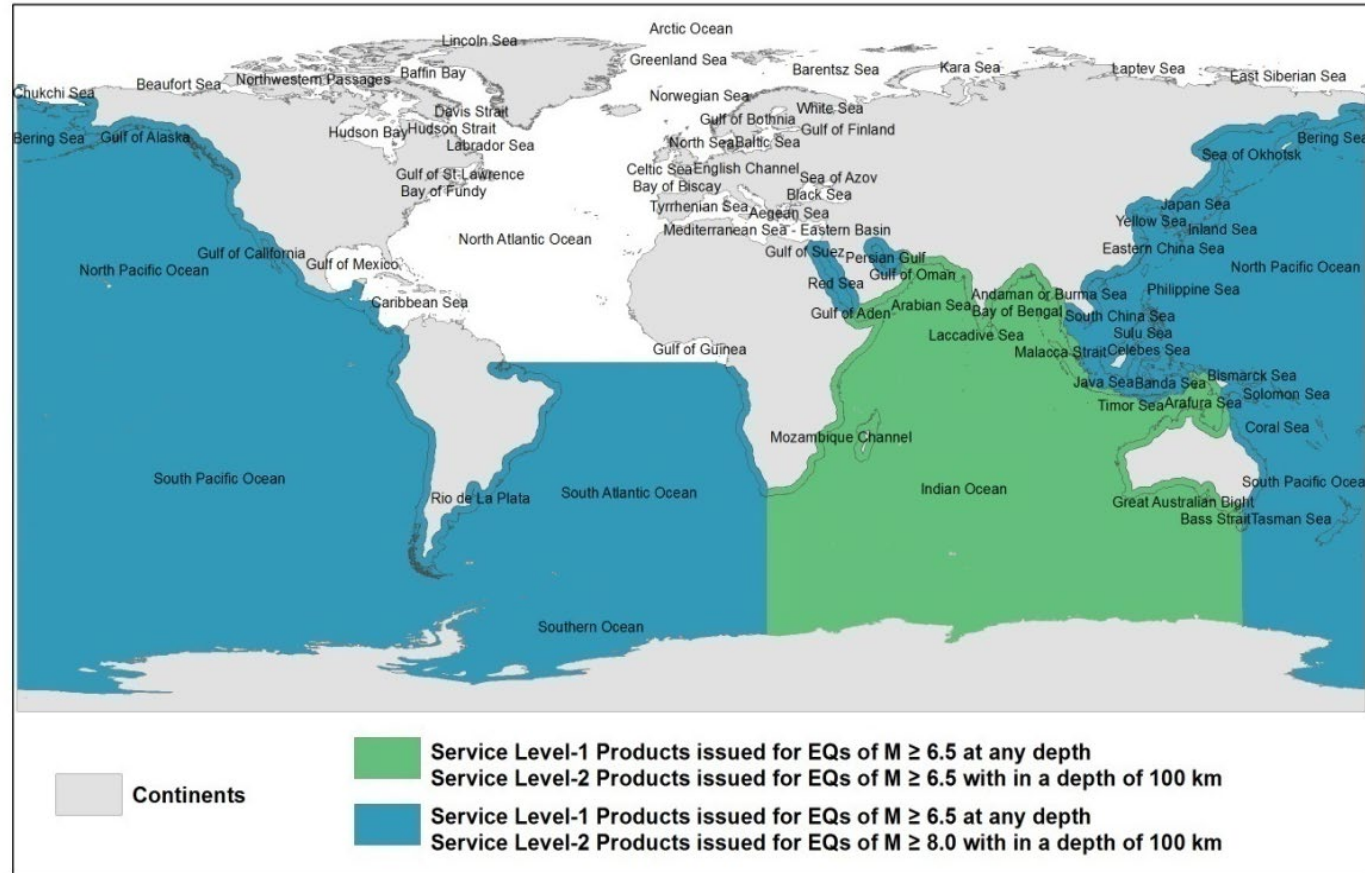 Lincoln Sea
Arctic Ocean
Greenland Sea
Baffin Bay
Barentsz Sea
Kara Sea
Laptev Sea
East Siberian Sea
Northwestern Passages
Beaufort Sea
Chukchi Sea
Norwegian Sea
White Sea
Davis Strait
Gulf of Bothnia
Hudson Bay
Hudson Strait
Gulf of Finland
Bering Sea
Gulf of Alaska
Labrador Sea
North Sea
Baltic Sea
Bering Sea
Sea of Okhotsk
Celtic Sea
English Channel
Gulf of St Lawrence
Sea of Azov
Bay of Fundy
Bay of Biscay
Black Sea
Tyrrhenian Sea
Aegean Sea
Japan Sea
Yellow Sea
Inland Sea
Mediterranean Sea - Eastern Basin
North Atlantic Ocean
Eastern China Sea
Gulf of California
Gulf of Suez
Persian Gulf
Gulf of Mexico
North Pacific Ocean
Gulf of Oman
North Pacific Ocean
Red Sea
Caribbean Sea
Arabian Sea
Andaman or Burma Sea
Philippine Sea
Gulf of Aden
Bay of Bengal
South China Sea
Laccadive Sea
Sulu Sea
Gulf of Guinea
Malacca Strait
Celebes Sea
Bismarck Sea
Java Sea
Banda Sea
Solomon Sea
Timor Sea
Arafura Sea
Coral Sea
Mozambique Channel
South Pacific Ocean
South Pacific Ocea
Rio de La Plata
South Atlantic Ocean
Indian Ocean
Great Australian Bight
Bass Strait
Tasman Sea
Southern Ocean
Continents
Service Level-1 Products issued for EQs of M ≥ 6.5 at any depth
Service Level-2 Products issued for EQs of M ≥ 6.5 with in a depth of 100 km
Service Level-1 Products issued for EQs of M ≥ 6.5 at any depth
Service Level-2 Products issued for EQs of M ≥ 8.0 with in a depth of 100 km